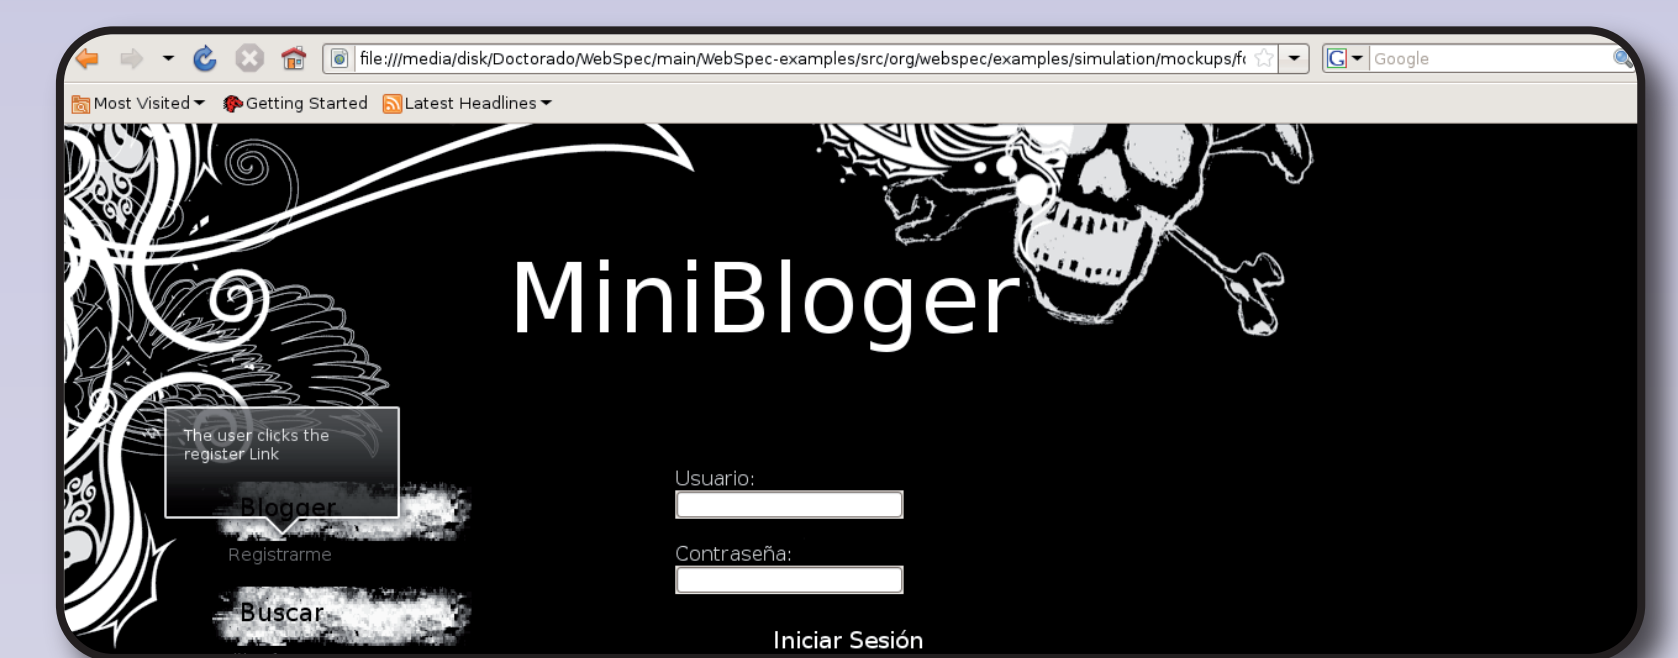 file:///media/disk/Doctorado/WebSpec/main/WebSpec-examples/src/org/webspec/examples/simulation/mockups/fo
Google
Most Visited
Getting Started
Latest Headlines
MiniBloger
The user clicks the
register Link
Blogger
Registrarme
Buscar
Usuario:
Contraseña:
Iniciar Sesión